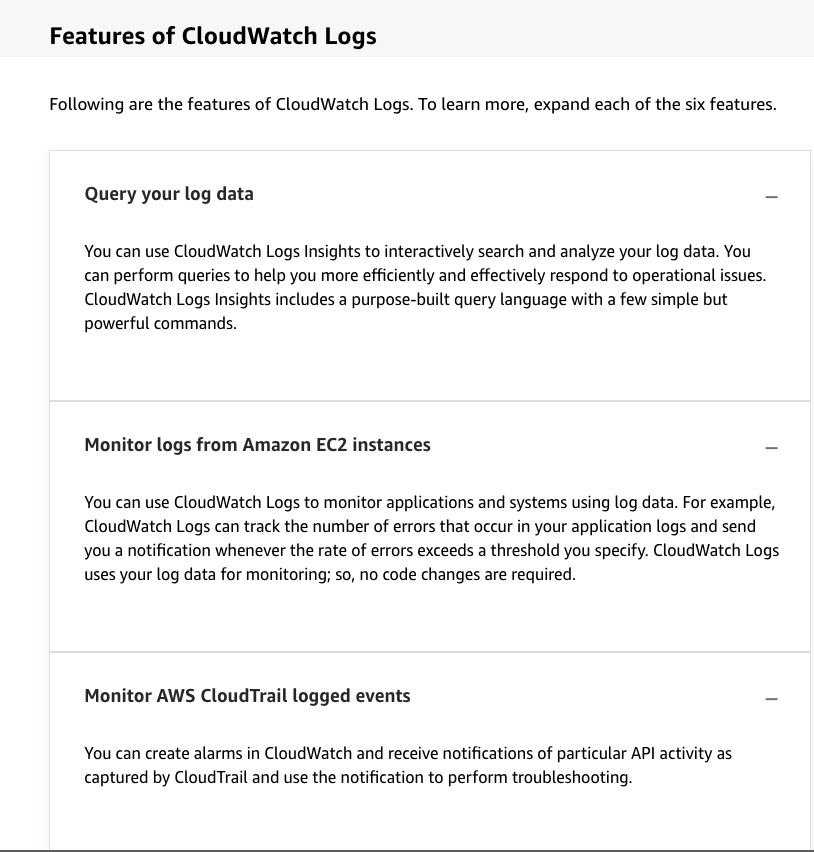 Features of CloudWatch Logs
Following are the features of CloudWatch Logs. To learn more, expand each of the six features.
Query your log data
You can use CloudWatch Logs Insights to interactively search and analyze your log data. You
can perform queries to help you more efficiently and effectively respond to operational issues.
CloudWatch Logs Insights includes a purpose-built query language with a few simple but
powerful commands.
Monitor logs from Amazon EC2 instances
You can use CloudWatch Logs to monitor applications and systems using log data. For example,
CloudWatch Logs can track the number of errors that occur in your application logs and send
you a notification whenever the rate of errors exceeds a threshold you specify. CloudWatch Logs
uses your log data for monitoring; so, no code changes are required.
Monitor AWS CloudTrail logged events
You can create alarms in CloudWatch and receive notifications of particular API activity as
captured by CloudTrail and use the notification to perform troubleshooting.